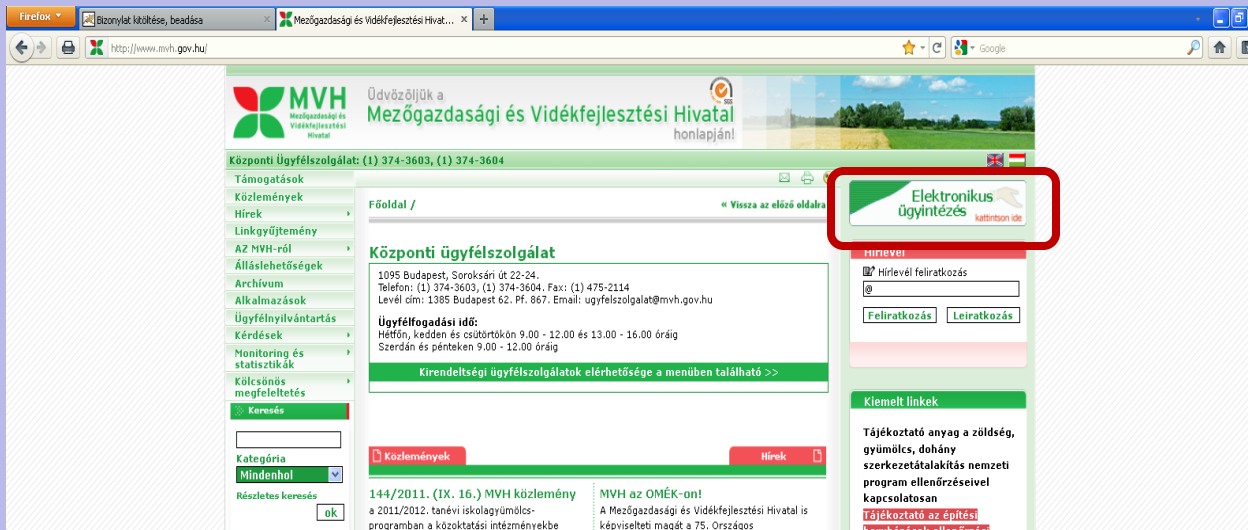 Firefox
Bizonylat kitöltése, beadása
Mezőgazdasági és Vidékfejlesztési Hivat...
http://www.mvh.gov.hu/
Google
MVH
Mezőgazdasági és
Vidékfejlesztési
Hivatal
Üdvözöljük a
Mezőgazdasági és Vidékfejlesztési Hivatal
honlapján!
SGS
Központi Ügyfélszolgálat: (1) 374-3603, (1) 374-3604
Támogatások
Közlemények
Hírek
Linkgyűjtemény
AZ MVH-ról
Álláslehetőségek
Archívum
Alkalmazások
Ügyfélnyilvántartás
Kérdések
Monitoring és
statisztikák
Kölcsönös
megfeleltetés
Keresés
Kategória
Mindenhol
Részletes keresés
ok
Főoldal /
« Vissza az előző oldalra
Központi ügyfélszolgálat
1095 Budapest, Soroksári út 22-24.
Telefon: (1) 374-3603, (1) 374-3604. Fax: (1) 475-2114
Levél cím: 1385 Budapest 62. Pf. 867. Email: ugyfelszolgalat@mvh.gov.hu
Ügyfélfogadási idő:
Hétfőn, kedden és csütörtökön 9.00 - 12.00 és 13.00 - 16.00 óráig
Szerdán és pénteken 9.00 - 12.00 óráig
Kirendeltségi ügyfélszolgálatok elérhetősége a menüben található >>
Közlemények
Hírek
144/2011. (IX. 16.) MVH közlemény
a 2011/2012. tanévi iskolagyümölcs-
programban a közoktatási intézményekbe
MVH az OMÉK-on!
A Mezőgazdasági és Vidékfejlesztési Hivatal is
képviselteti magát a 75. Országos
Elektronikus
ügyintézés
kattintson ide
Hírlevél
Hírlevél feliratkozás
@
Feliratkozás
Leiratkozás
Kiemelt linkek
Tájékoztató anyag a zöldség,
gyümölcs, dohány
szerkezetátalakítás nemzeti
program ellenőrzéseivel
kapcsolatosan
Tájékoztató az építési